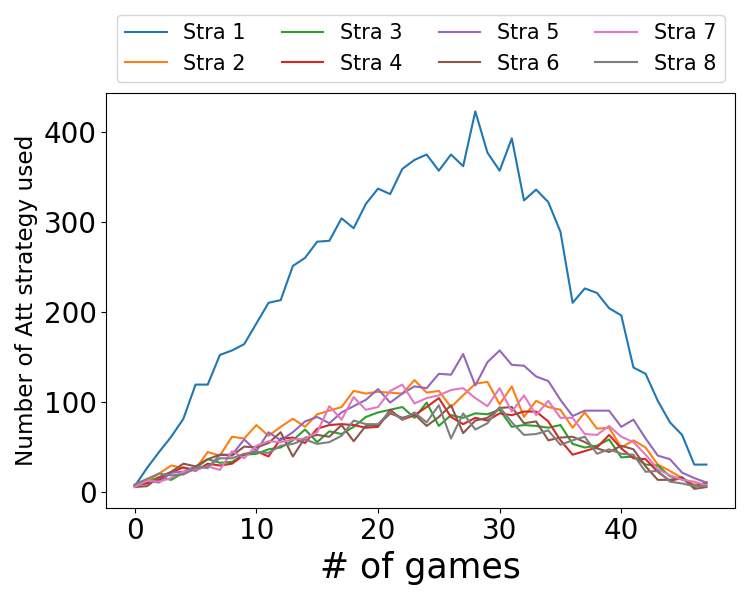 Stra 1 Stra 3 Stra 5 Stra 7
Stra 2 Stra 4 Stra 6 Stra 8
Number of Att strategy used
400
300
200
100
0
0 10 20 30 40
# of games